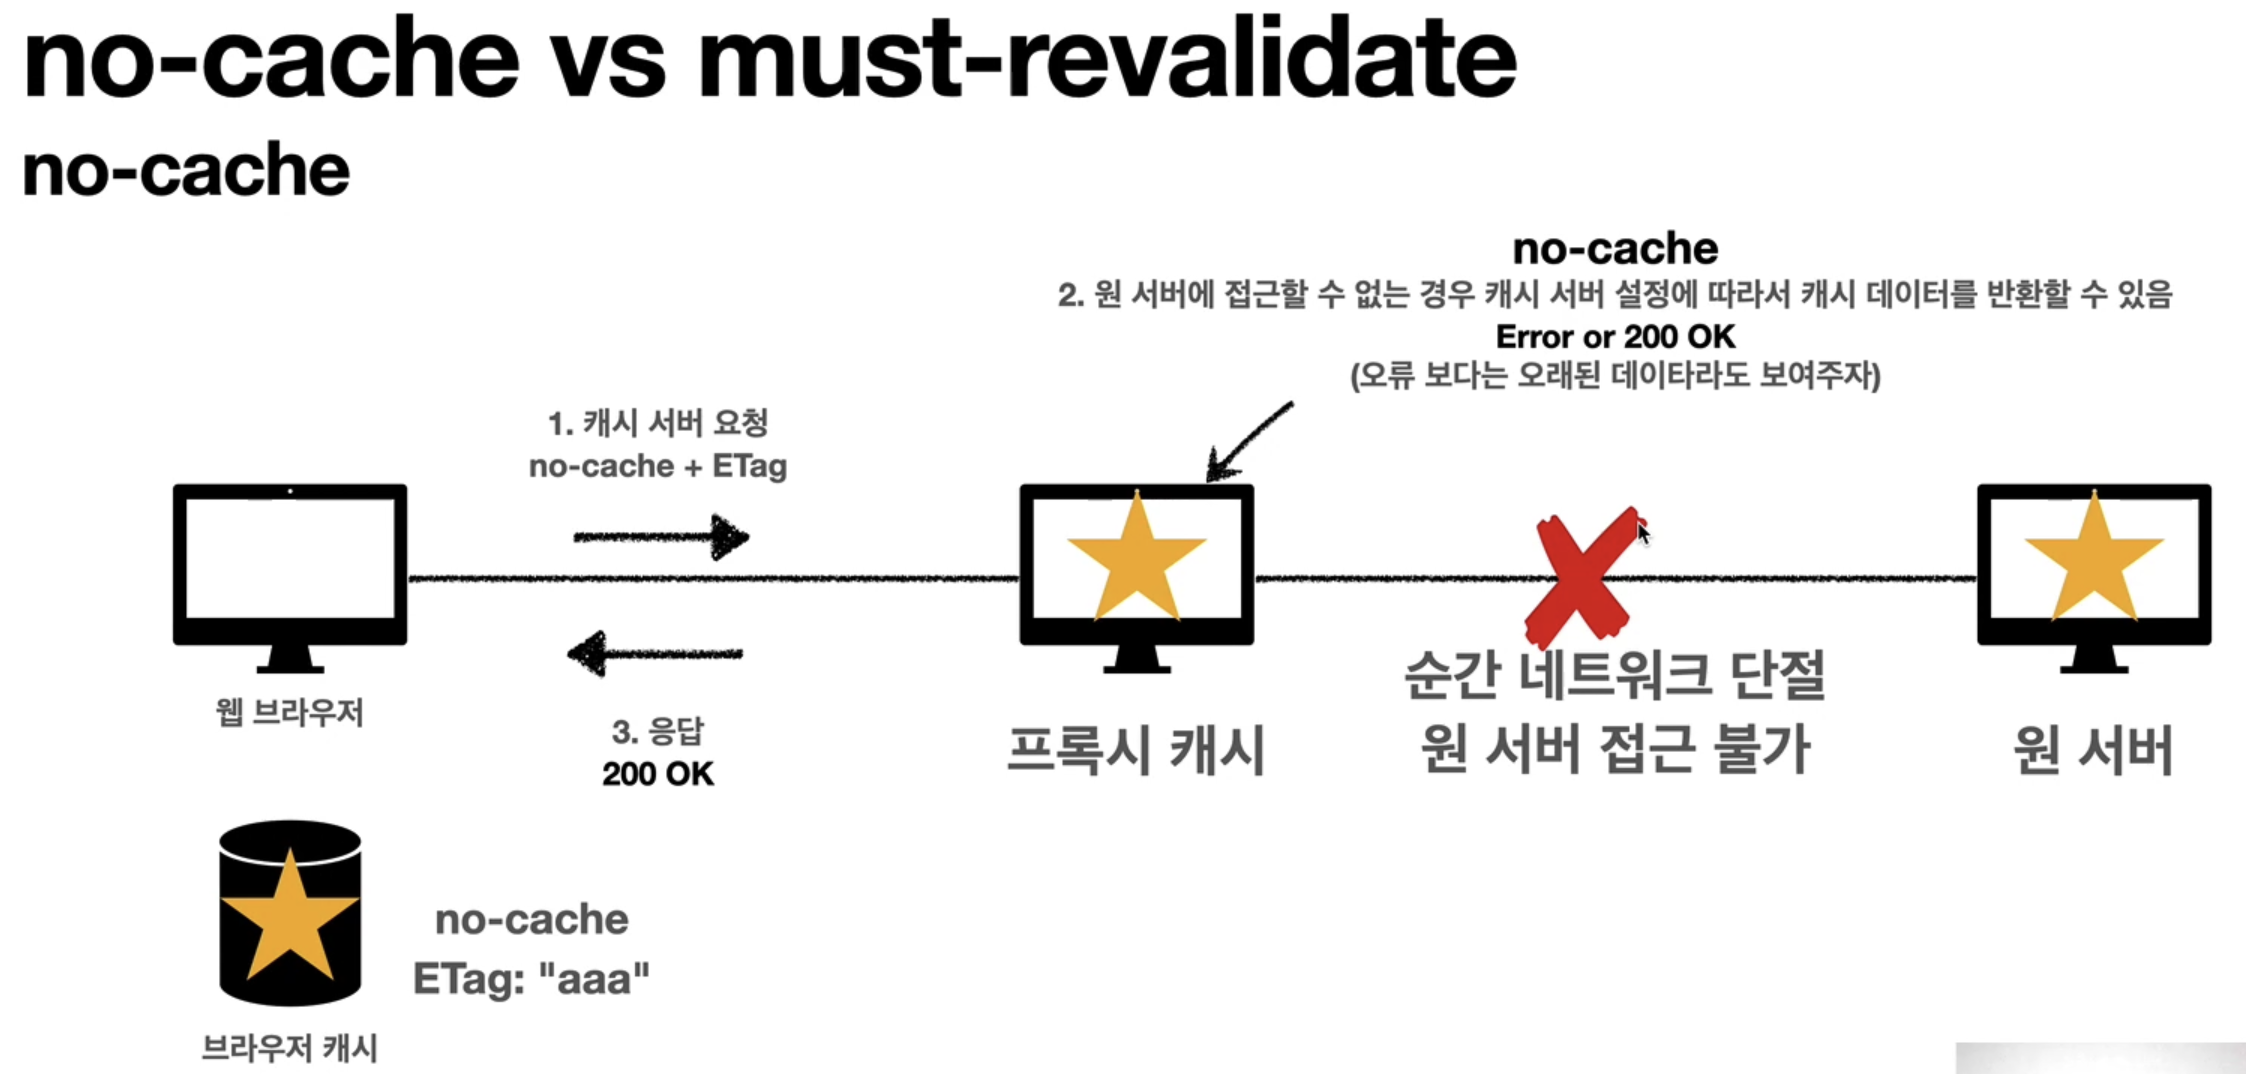 no-cache vs must-revalidate
no-cache
no-cache
2. 원 서버에 접근할 수 없는 경우 캐시 서버 설정에 따라서 캐시 데이터를 반환할 수 있음
Error or 200 OK
(오류 보다는 오래된 데이타라도 보여주자)
1. 캐시 서버 요청
no-cache + ETag
웹 브라우저
3. 응답
200 OK
프록시 캐시
순간 네트워크 단절
원 서버 접근 불가
원 서버
no-cache
ETag: "aaa"
브라우저 캐시